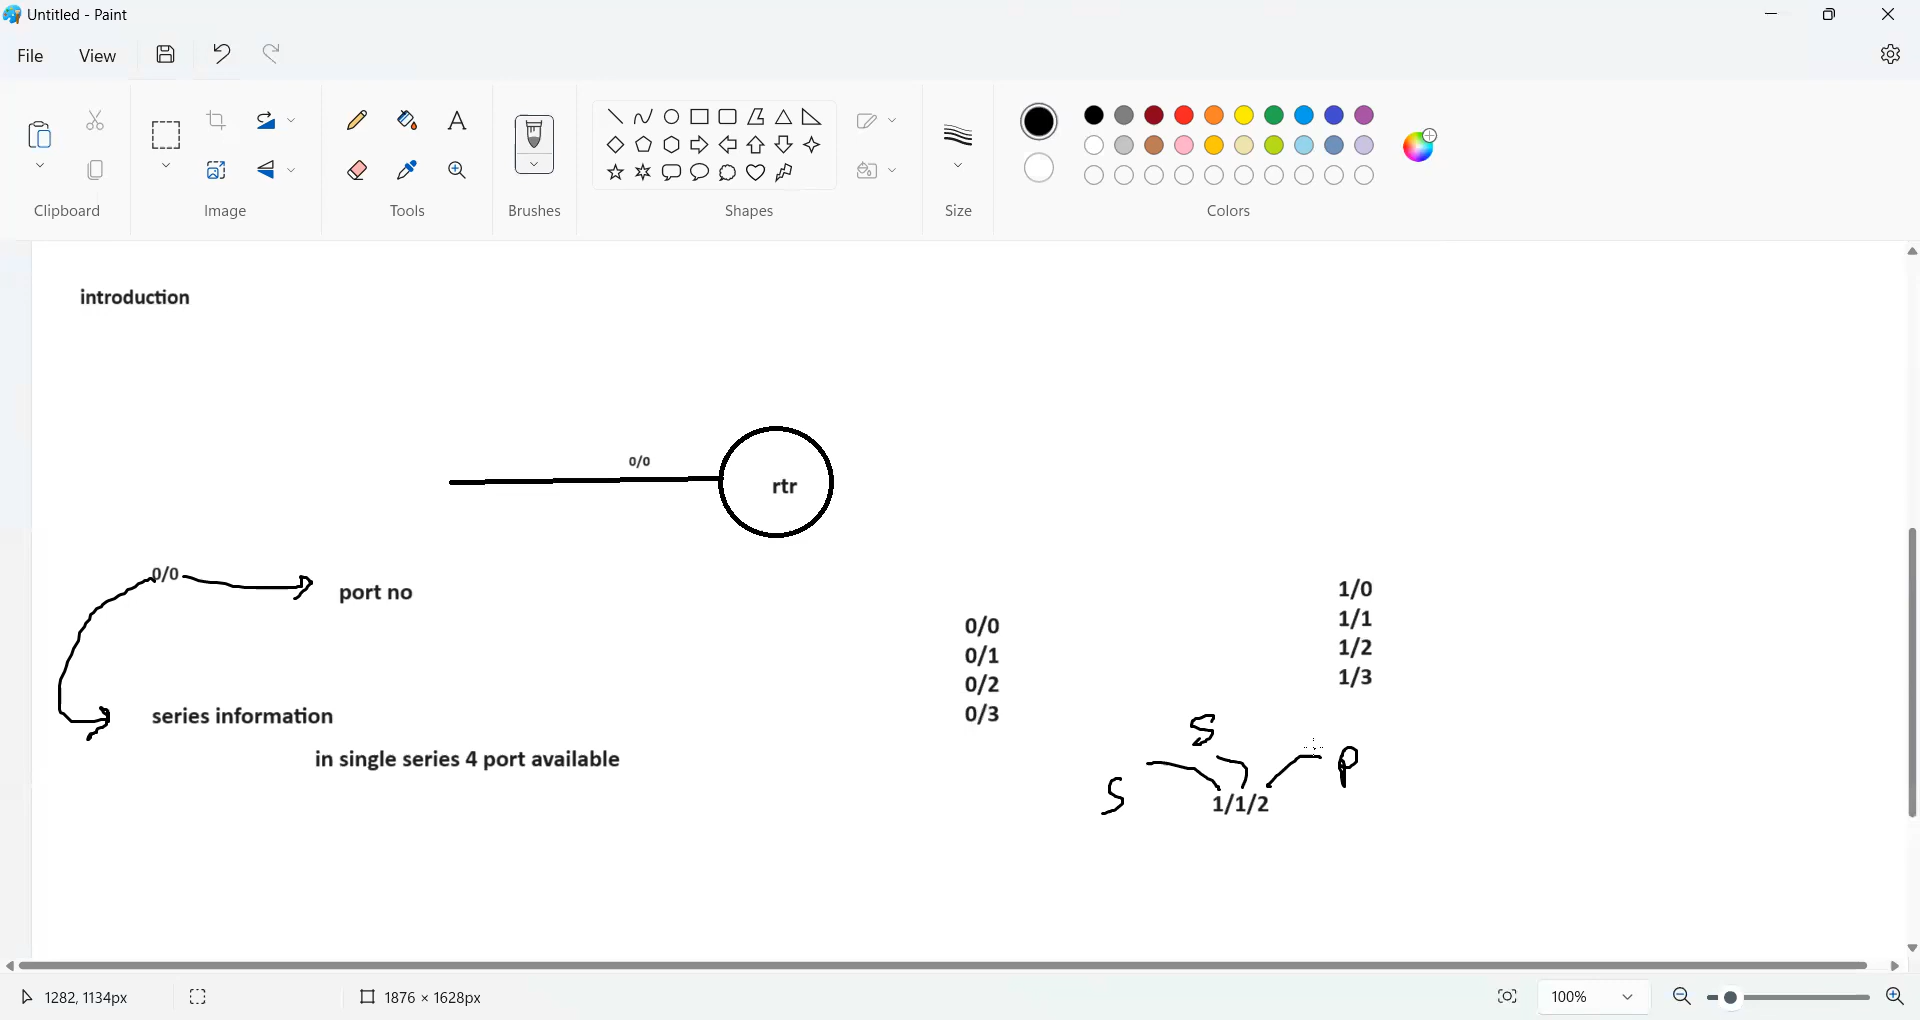 Untitled - Paint
File View
Clipboard Image Tools Brushes Shapes Size Colors
introduction
0/0
rtr
0/0
port no
series information
in single series 4 port available
0/0
0/1
0/2
0/3
1/0
1/1
1/2
1/3
S
S
P
1/1/2
1282, 1134px
1876 × 1628px
100%